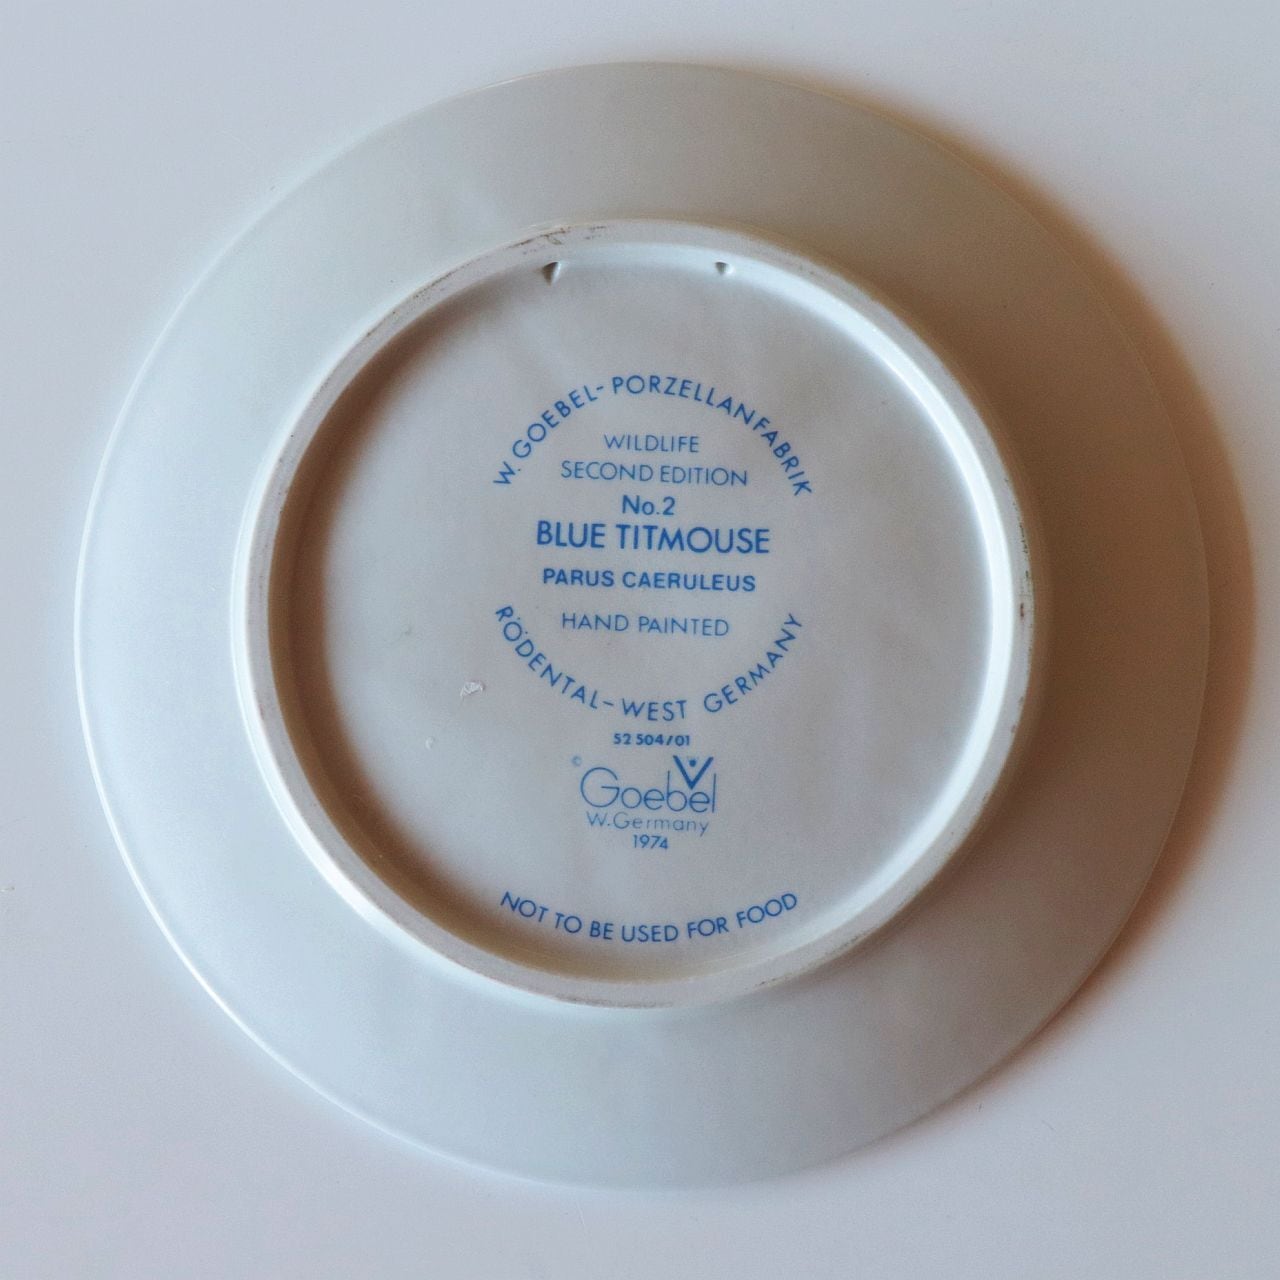 W. GOEBEL-PORZELLANFABRIK
WILDLIFE
SECOND EDITION
No.2
BLUE TITMOUSE
PARUS CAERULEUS
HAND PAINTED
RÖDENTAL-WEST GERMANY
52 504/01
© Goebel
W.Germany
1974
NOT TO BE USED FOR FOOD